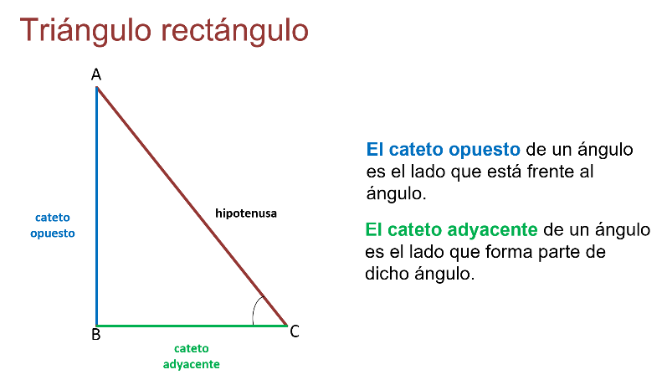 Triángulo rectángulo
A
cateto
opuesto
hipotenusa
B
C
cateto
adyacente
El cateto opuesto de un ángulo
es el lado que está frente al
ángulo.
El cateto adyacente de un ángulo
es el lado que forma parte de
dicho ángulo.